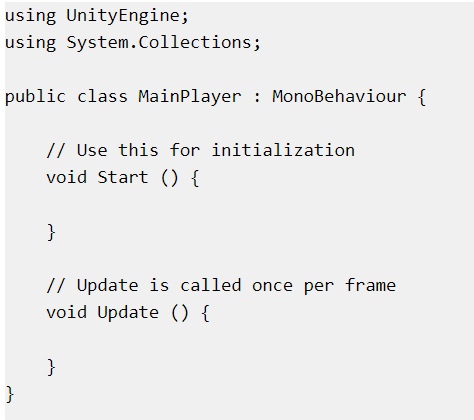 using UnityEngine;
using System.Collections;
public class MainPlayer : MonoBehaviour {
// Use this for initialization
void Start () {
}
// Update is called once per frame
void Update () {
}
}